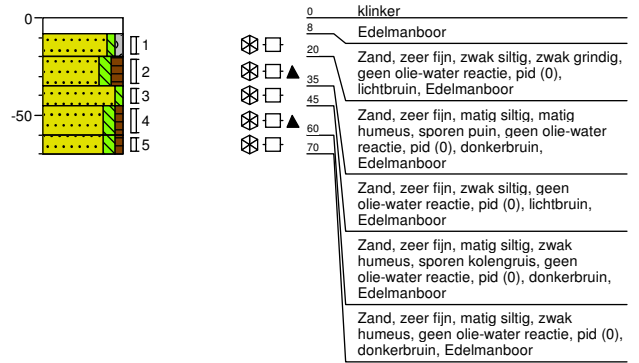 0
-50
1
2
3
4
5
0
8
20
35
45
60
70
klinker
Edelmanboor
Zand, zeer fijn, zwak siltig, zwak grindig,
geen olie-water reactie, pid (0),
lichtbruin, Edelmanboor
Zand, zeer fijn, matig siltig, matig
humeus, sporen puin, geen olie-water
reactie, pid (0), donkerbruin,
Edelmanboor
Zand, zeer fijn, zwak siltig, geen
olie-water reactie, pid (0), lichtbruin,
Edelmanboor
Zand, zeer fijn, matig siltig, zwak
humeus, sporen kolengruis, geen
olie-water reactie, pid (0), donkerbruin,
Edelmanboor
Zand, zeer fijn, matig siltig, zwak
humeus, geen olie-water reactie, pid (0),
donkerbruin, Edelmanboor